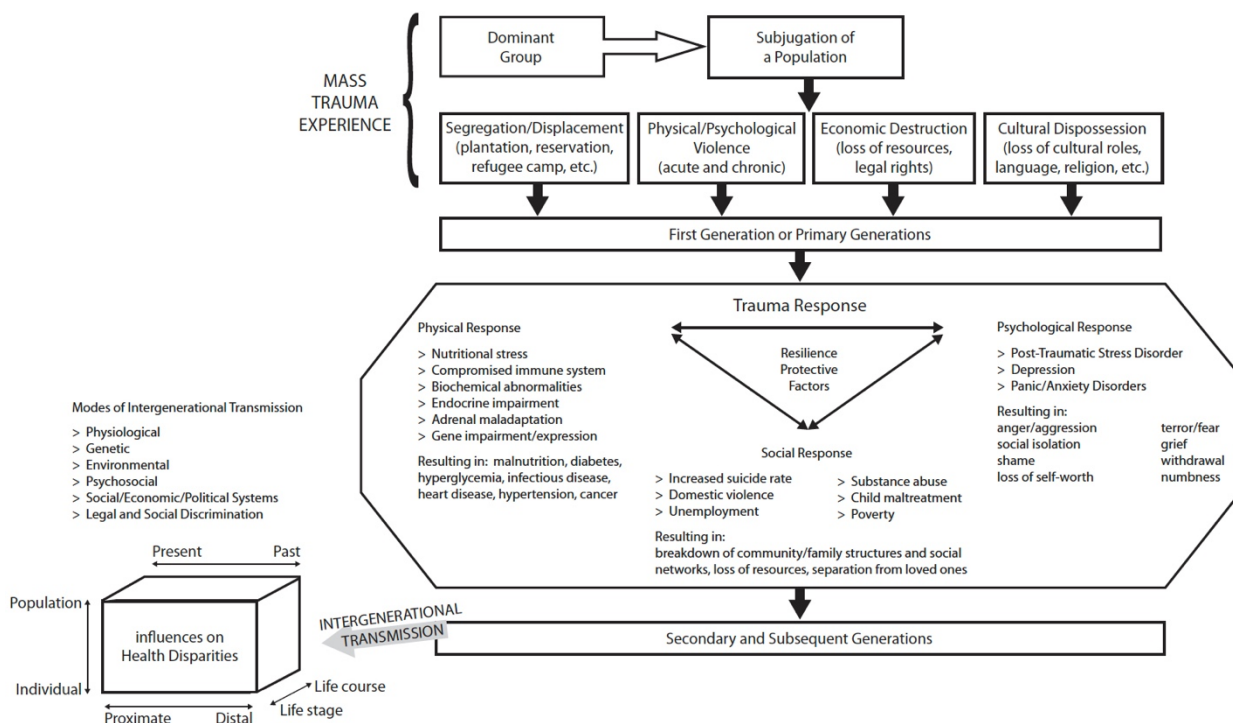 Dominant
Group
Subjugation of
a Population
MASS
TRAUMA
EXPERIENCE
Segregation/Displacement
(plantation, reservation,
refugee camp, etc.)
Physical/Psychological
Violence
(acute and chronic)
Economic Destruction
(loss of resources,
legal rights)
Cultural Dispossession
(loss of cultural roles,
language, religion, etc.)
First Generation or Primary Generations
Trauma Response
Physical Response
> Nutritional stress
> Compromised immune system
> Biochemical abnormalities
> Endocrine impairment
> Adrenal maladaptation
> Gene impairment/expression
Resulting in: malnutrition, diabetes,
hyperglycemia, infectious disease,
heart disease, hypertension, cancer
Resilience
Protective
Factors
Psychological Response
> Post-Traumatic Stress Disorder
> Depression
> Panic/Anxiety Disorders
Resulting in:
anger/aggression
social isolation
shame
loss of self-worth
terror/fear
grief
withdrawal
numbness
Social Response
> Increased suicide rate
> Domestic violence
> Unemployment
> Substance abuse
> Child maltreatment
> Poverty
Resulting in:
breakdown of community/family structures and social
networks, loss of resources, separation from loved ones
Secondary and Subsequent Generations
INTERGENERATIONAL
TRANSMISSION
Modes of Intergenerational Transmission
> Physiological
> Genetic
> Environmental
> Psychosocial
> Social/Economic/Political Systems
> Legal and Social Discrimination
Present Past
Population
influences on
Health Disparities
Individual
Life course
Life stage
Proximate Distal